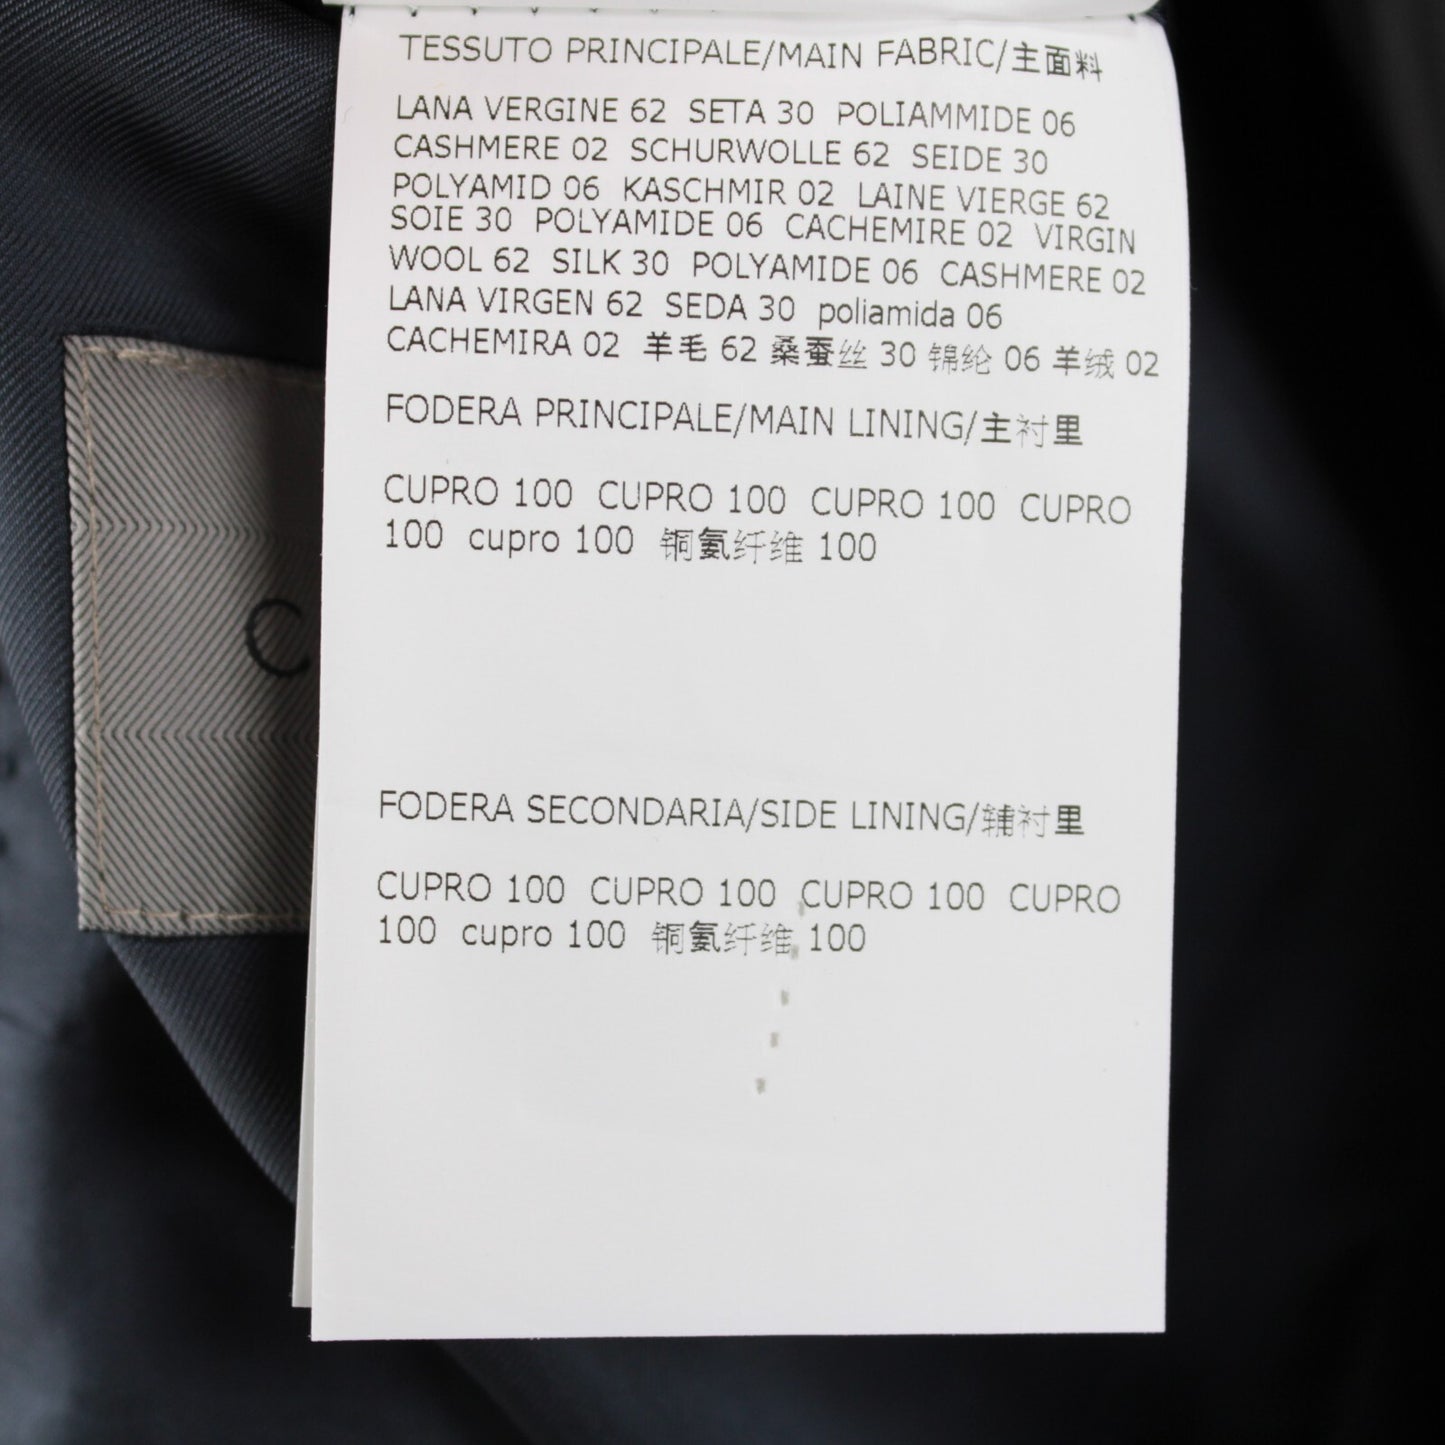 TESSUTO PRINCIPALE/MAIN FABRIC/主面料
LANA VERGINE 62 SETA 30 POLIAMMIDE 06
CASHMERE 02 SCHURWOLLE 62 SEIDE 30
POLYAMID 06 KASCHMIR 02 LAINE VIERGE 62
SOIE 30 POLYAMIDE 06 CACHEMIRE 02 VIRGIN
WOOL 62 SILK 30 POLYAMIDE 06 CASHMERE 02
LANA VIRGEN 62 SEDA 30 poliamida 06
CACHEMIRA 02 羊毛 62 桑蚕丝 30 锦纶 06 羊绒 02
FODERA PRINCIPALE/MAIN LINING/主衬里
CUPRO 100 CUPRO 100 CUPRO 100 CUPRO
100 cupro 100 铜氨纤维 100
FODERA SECONDARIA/SIDE LINING/辅衬里
CUPRO 100 CUPRO 100 CUPRO 100 CUPRO
100 cupro 100 铜氨纤维 100
C